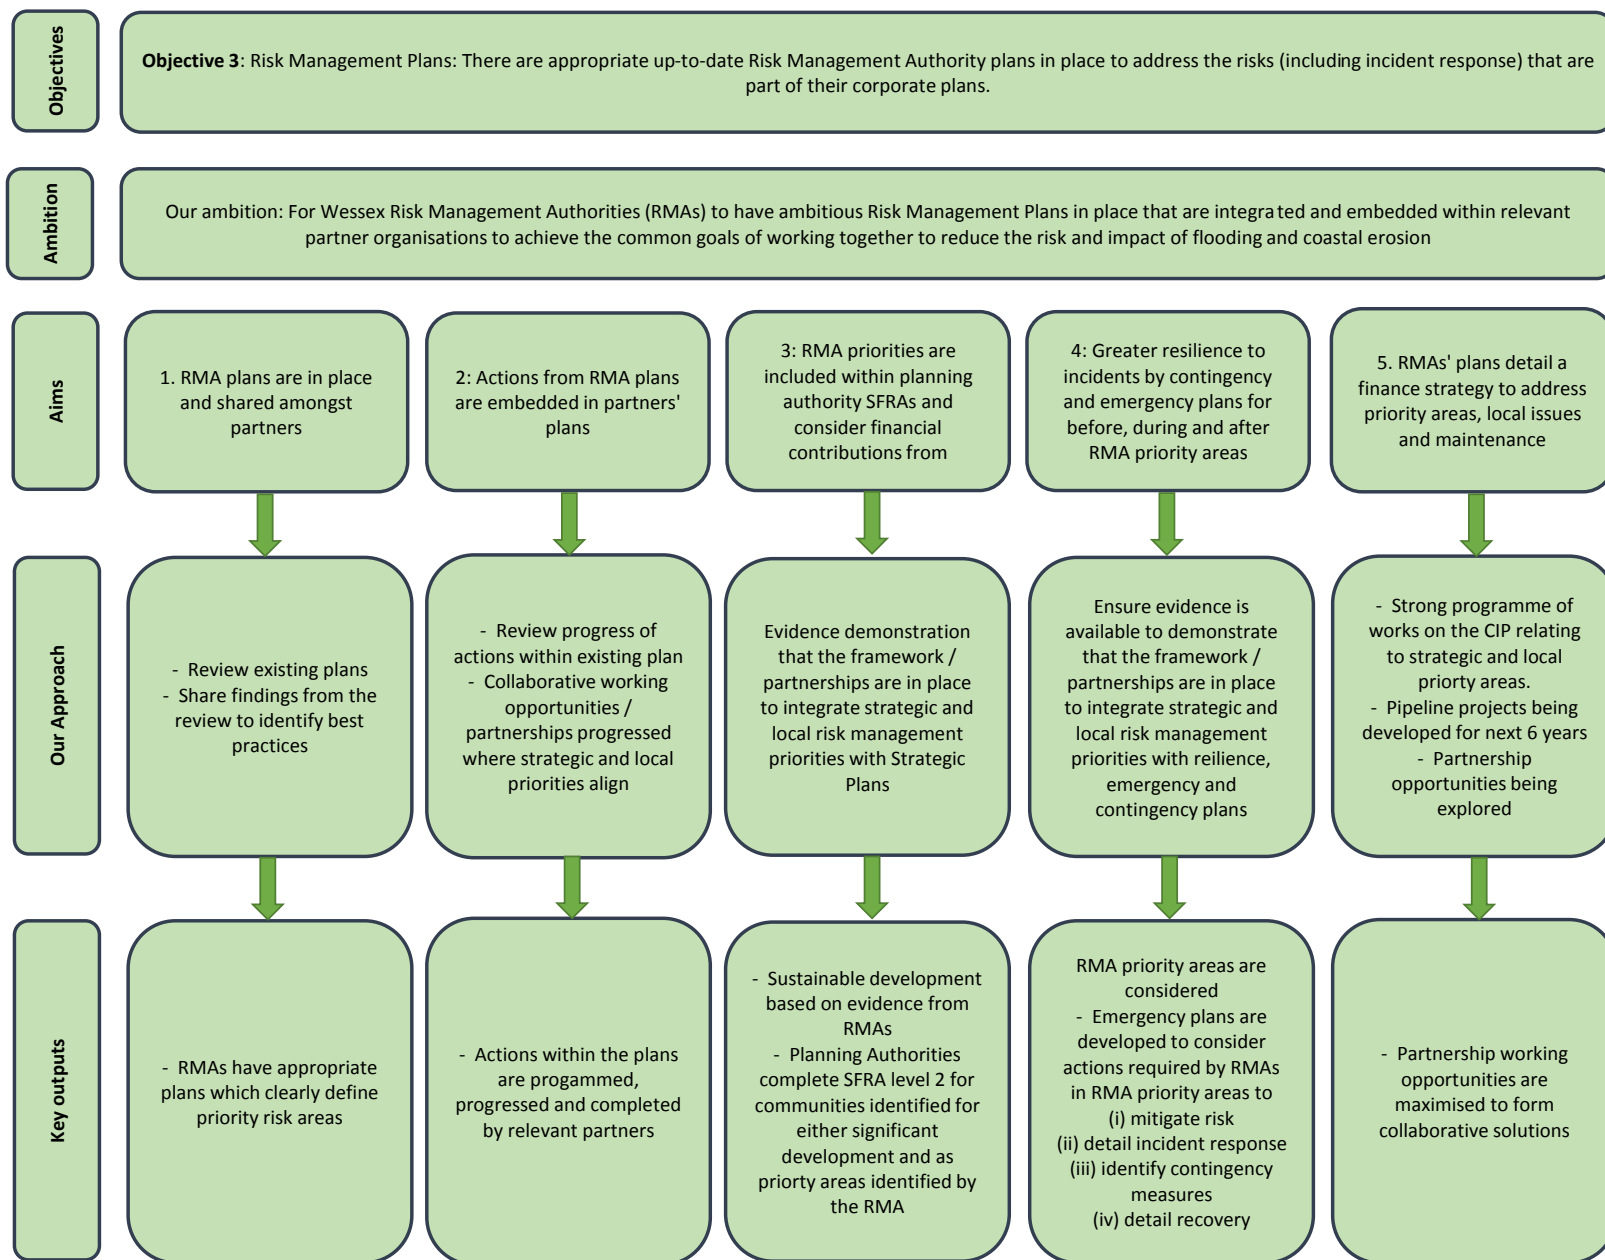 Objectives
Objective 3: Risk Management Plans: There are appropriate up-to-date Risk Management Authority plans in place to address the risks (including incident response) that are
part of their corporate plans.
Ambition
Our ambition: For Wessex Risk Management Authorities (RMAs) to have ambitious Risk Management Plans in place that are integrated and embedded within relevant
partner organisations to achieve the common goals of working together to reduce the risk and impact of flooding and coastal erosion
Aims
1. RMA plans are in place
and shared amongst
partners
2: Actions from RMA plans
are embedded in partners'
plans
3: RMA priorities are
included within planning
authority SFRAs and
consider financial
contributions from
4: Greater resilience to
incidents by contingency
and emergency plans for
before, during and after
RMA priority areas
5. RMAs' plans detail a
finance strategy to address
priority areas, local issues
and maintenance
Our Approach
- Review existing plans
- Share findings from the
review to identify best
practices
- Review progress of
actions within existing plan
- Collaborative working
opportunities /
partnerships progressed
where strategic and local
priorities align
Evidence demonstration
that the framework /
partnerships are in place
to integrate strategic and
local risk management
priorities with Strategic
Plans
Ensure evidence is
available to demonstrate
that the framework /
partnerships are in place
to integrate strategic and
local risk management
priorities with reilience,
emergency and
contingency plans
- Strong programme of
works on the CIP relating
to strategic and local
priorty areas.
- Pipeline projects being
developed for next 6 years
- Partnership
opportunities being
explored
Key outputs
- RMAs have appropriate
plans which clearly define
priority risk areas
- Actions within the plans
are progammed,
progressed and completed
by relevant partners
- Sustainable development
based on evidence from
RMAs
- Planning Authorities
complete SFRA level 2 for
communities identified for
either significant
development and as
priorty areas identified by
the RMA
RMA priority areas are
considered
- Emergency plans are
developed to consider
actions required by RMAs
in RMA priority areas to
(i) mitigate risk
(ii) detail incident response
(iii) identify contingency
measures
(iv) detail recovery
- Partnership working
opportunities are
maximised to form
collaborative solutions